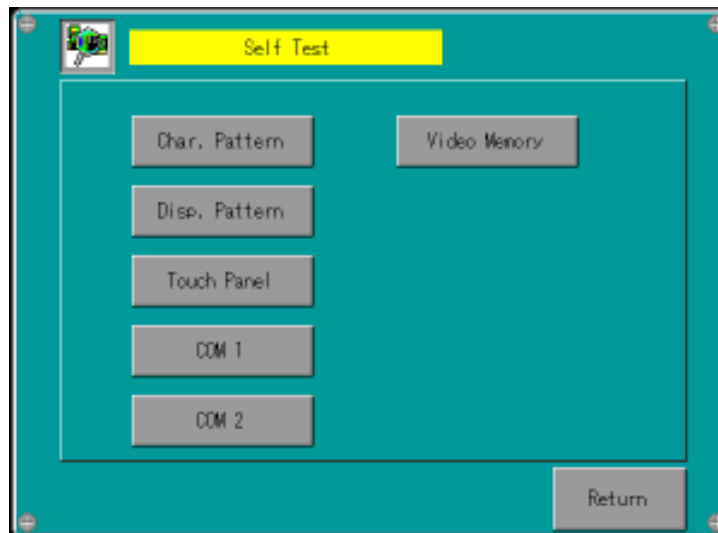 Self Test
Char. Pattern
Video Memory
Disp. Pattern
Touch Panel
COM 1
COM 2
Return